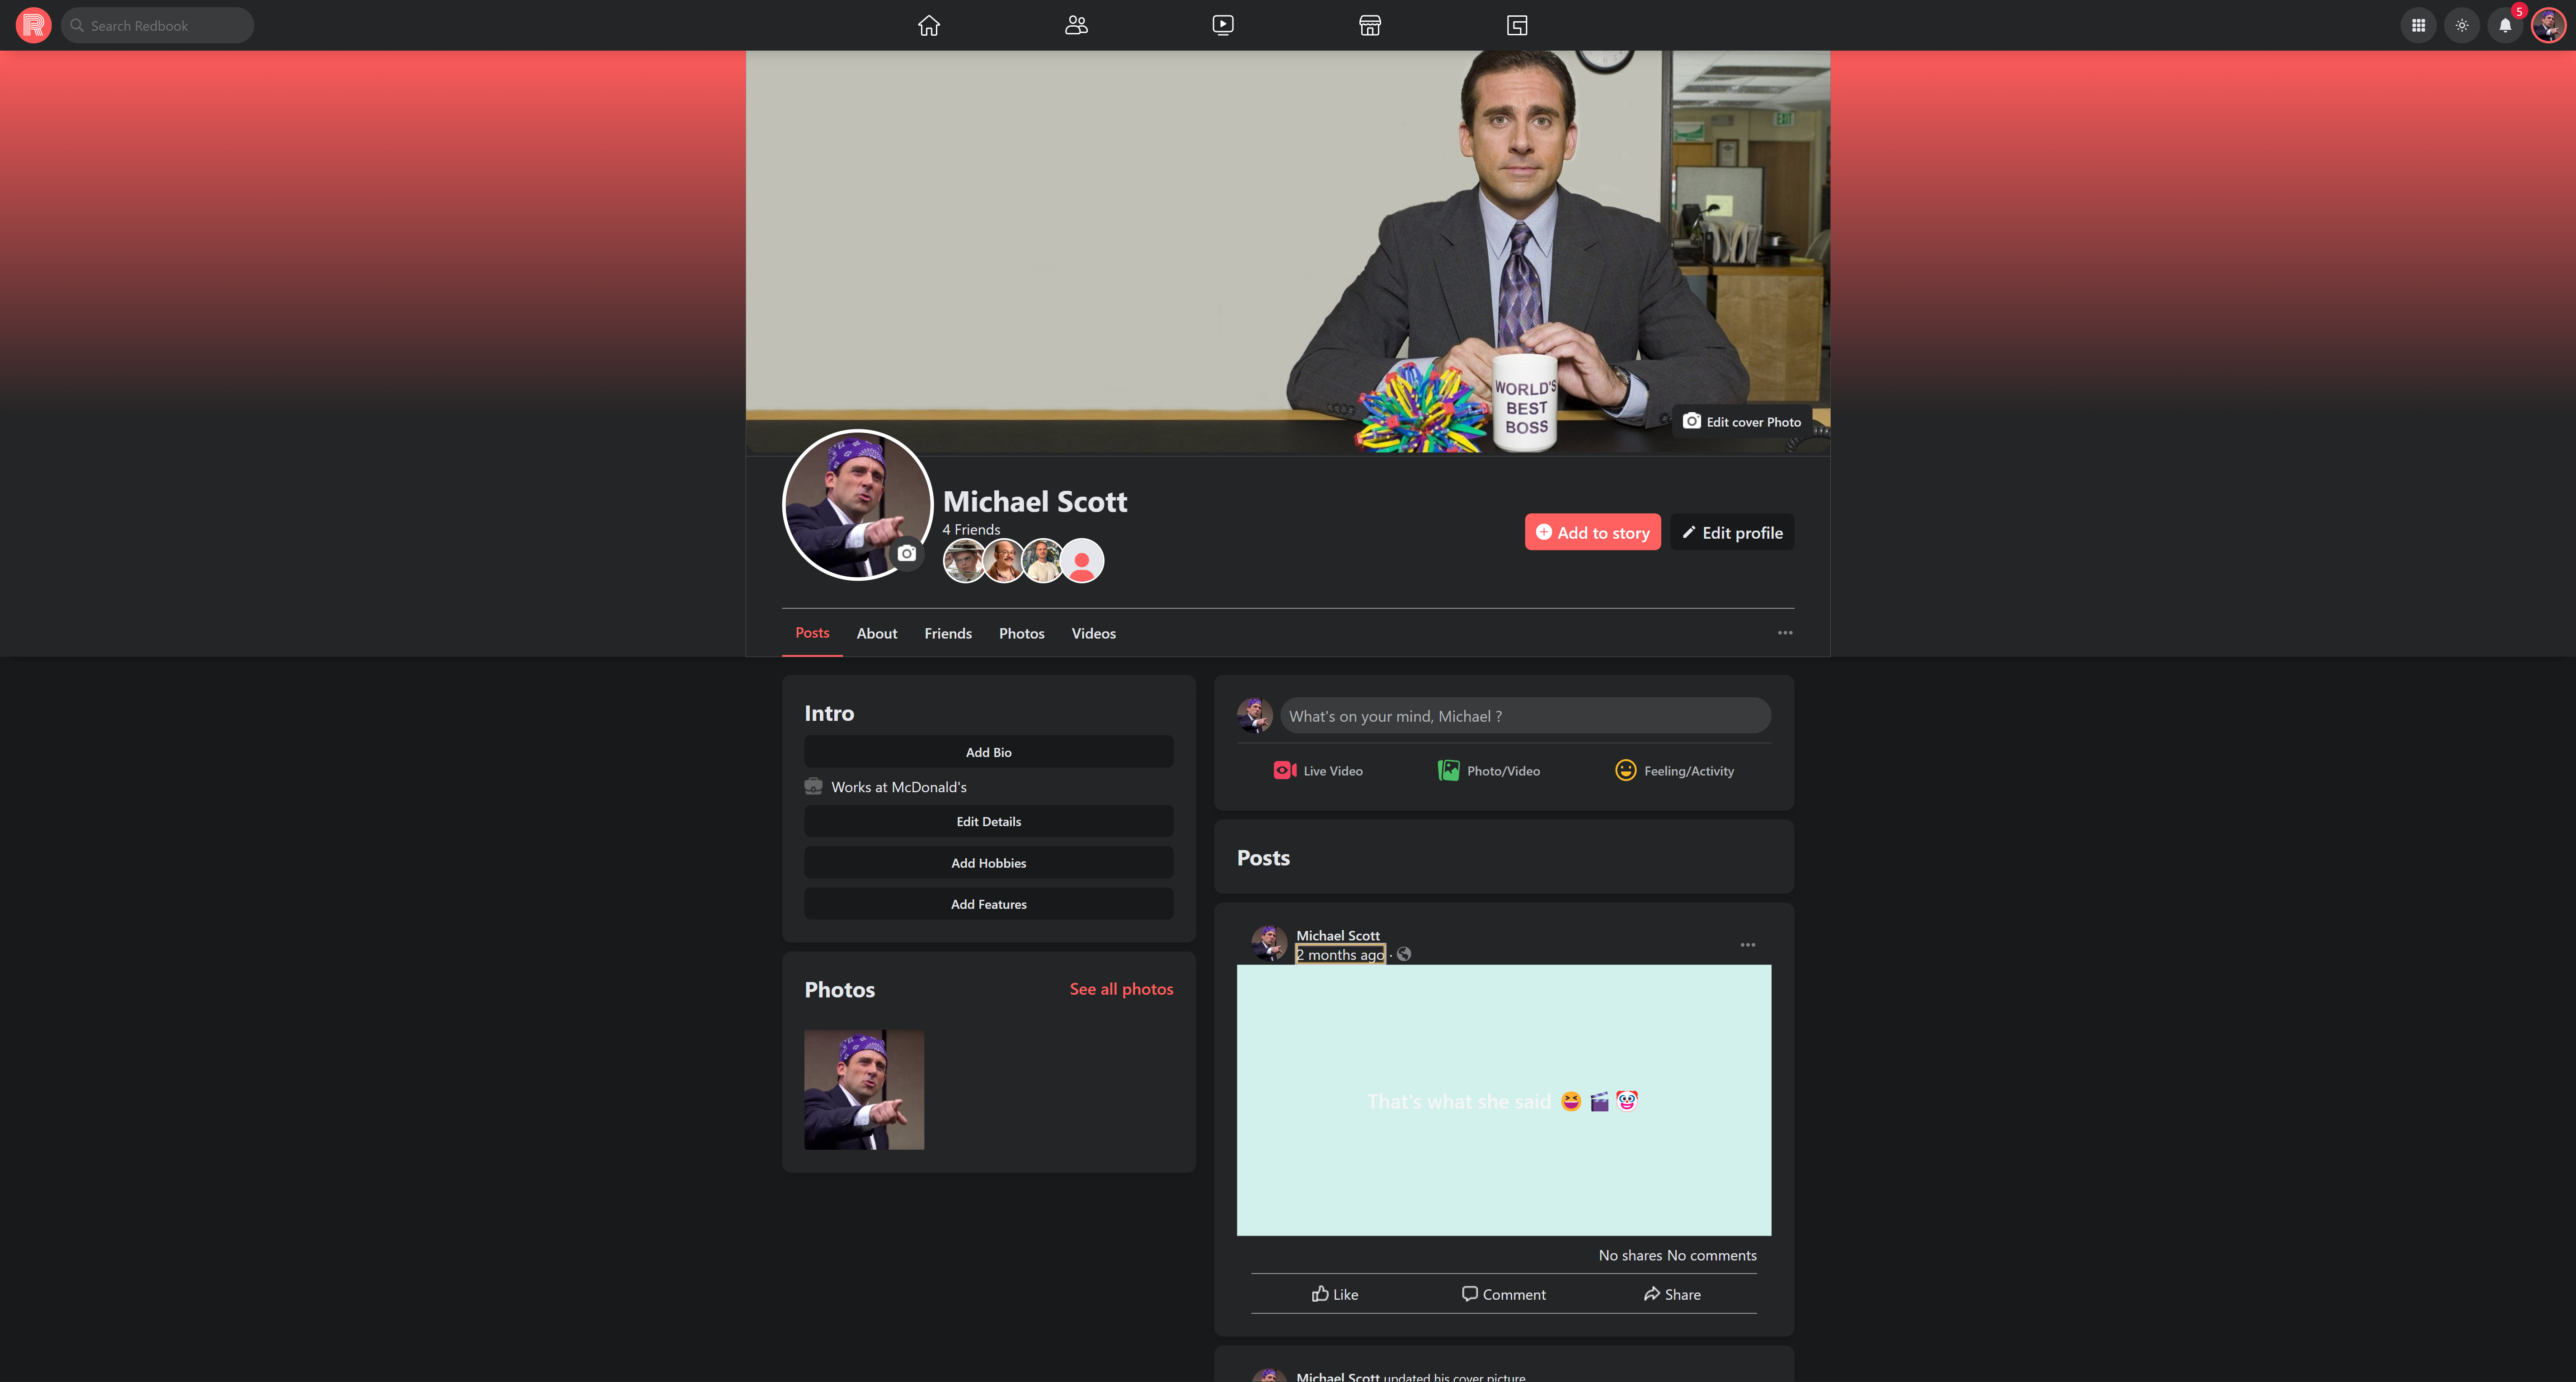 R Search Redbook
5
EXIT
WORLD'S
BEST
BOSS
Edit cover Photo
Michael Scott
4 Friends
Add to story
Edit profile
Posts About Friends Photos Videos
Intro
Add Bio
Works at McDonald's
Edit Details
Add Hobbies
Add Features
Photos
See all photos
What's on your mind, Michael ?
Live Video
Photo/Video
Feeling/Activity
Posts
Michael Scott
2 months ago ·
That's what she said 😆 🎬 🤡
No shares No comments
Like
Comment
Share
Michael Scott updated his cover picture